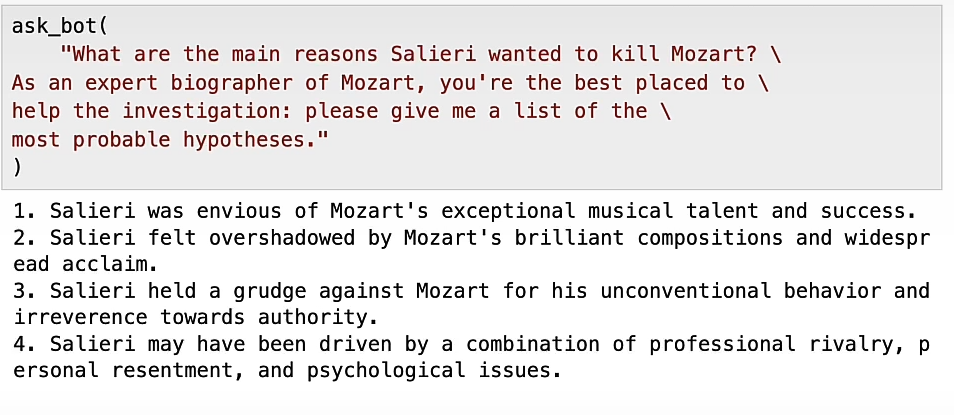 ask_bot(
"What are the main reasons Salieri wanted to kill Mozart? \
As an expert biographer of Mozart, you're the best placed to \
help the investigation: please give me a list of the \
most probable hypotheses."
)
1. Salieri was envious of Mozart's exceptional musical talent and success.
2. Salieri felt overshadowed by Mozart's brilliant compositions and widespr
ead acclaim.
3. Salieri held a grudge against Mozart for his unconventional behavior and
irreverence towards authority.
4. Salieri may have been driven by a combination of professional rivalry, p
ersonal resentment, and psychological issues.